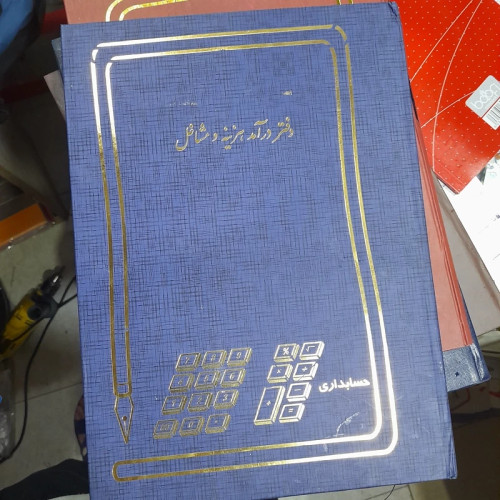 دفتر درآمد، هزینه و مشاغل
حسابداری